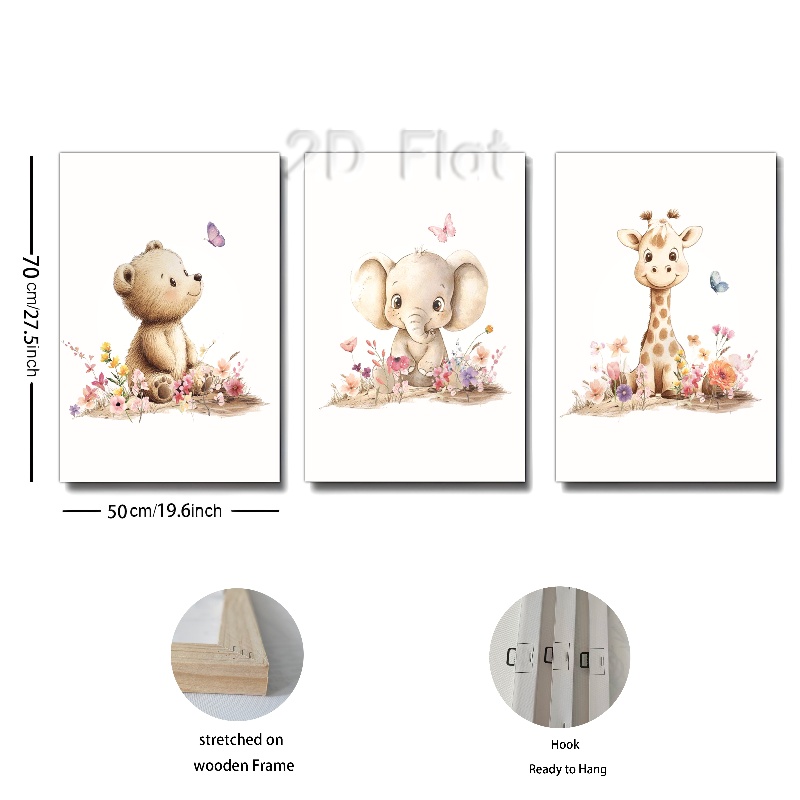 2D Flat
70 cm/27.5inch
50 cm/19.6inch
stretched on
wooden Frame
Hook
Ready to Hang